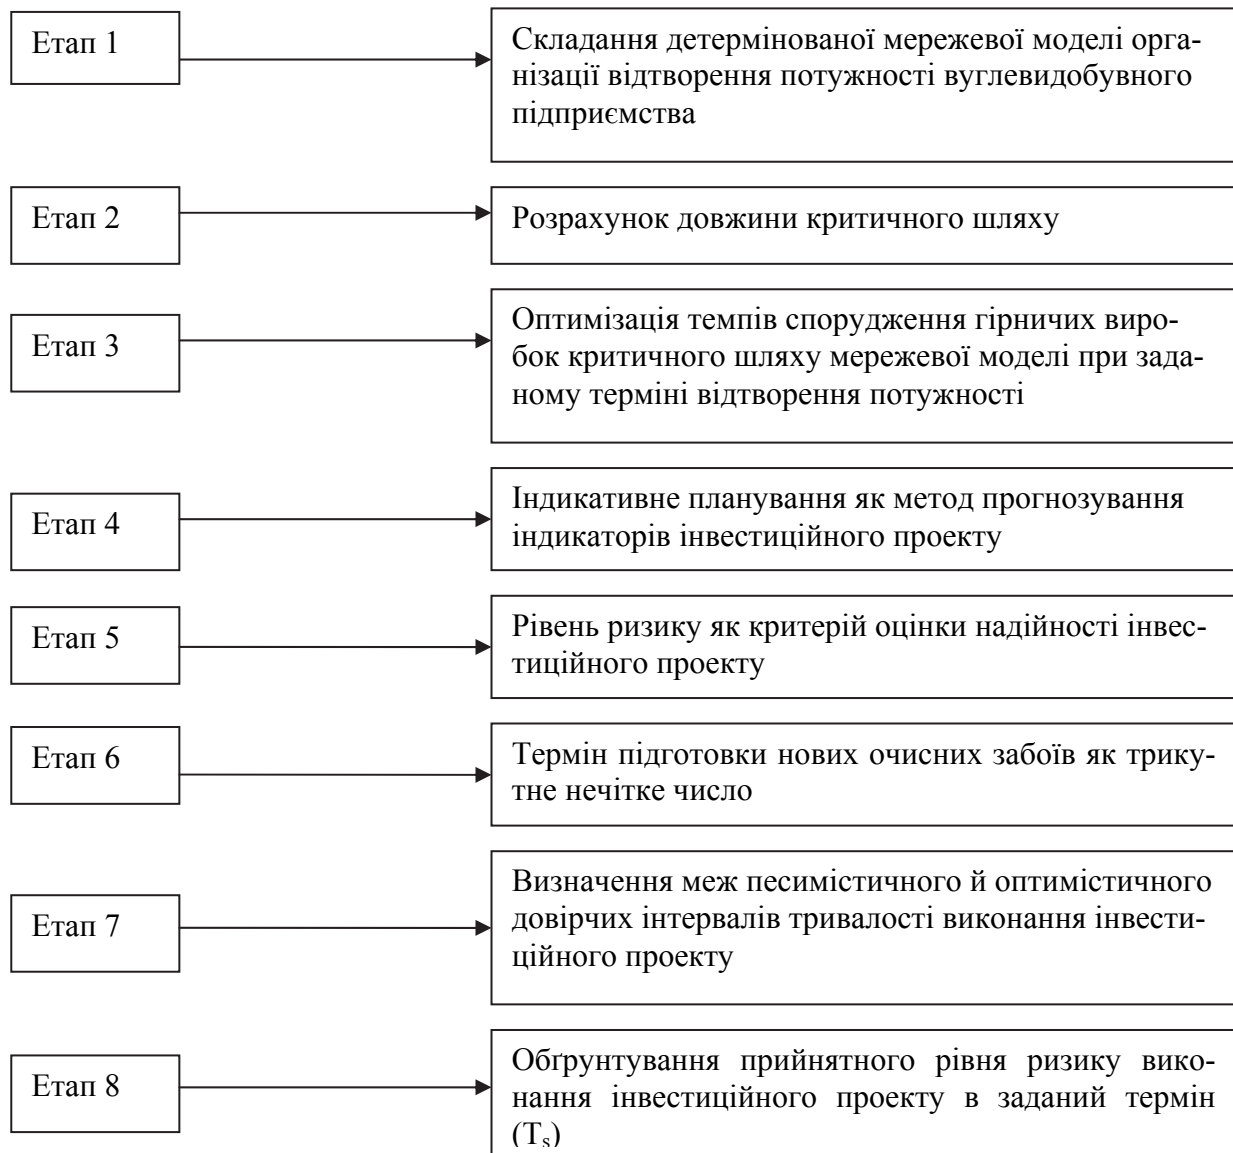 Етап 1
Складання детермінованої мережевої моделі орга-
нізації відтворення потужності вуглевидобувного
підприємства
Етап 2
Розрахунок довжини критичного шляху
Етап 3
Оптимізація темпів спорудження гірничих виро-
бок критичного шляху мережевої моделі при зада-
ному терміні відтворення потужності
Етап 4
Індикативне планування як метод прогнозування
індикаторів інвестиційного проекту
Етап 5
Рівень ризику як критерій оцінки надійності інвес-
тиційного проекту
Етап 6
Термін підготовки нових очисних забоїв як трику-
тне нечітке число
Етап 7
Визначення меж песимістичного й оптимістичного
довірчих інтервалів тривалості виконання інвести-
ційного проекту
Етап 8
Обґрунтування прийнятного рівня ризику вико-
нання інвестиційного проекту в заданий термін
(Tₛ)